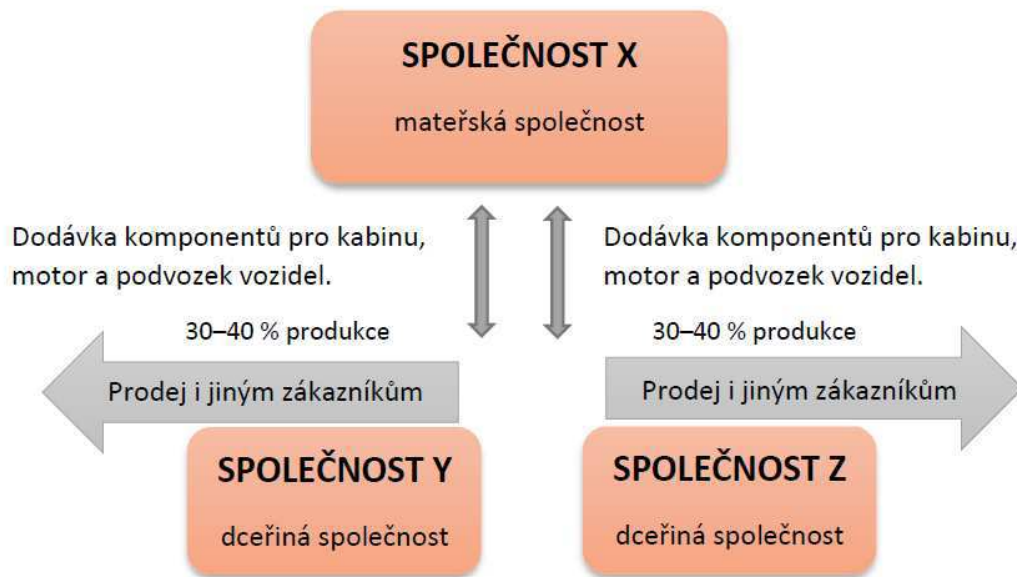 SPOLEČNOST X
mateřská společnost
Dodávka komponentů pro kabinu,
motor a podvozek vozidel.
30–40 % produkce
Prodej i jiným zákazníkům
SPOLEČNOST Y
dceřiná společnost
Dodávka komponentů pro kabinu,
motor a podvozek vozidel.
30–40 % produkce
Prodej i jiným zákazníkům
SPOLEČNOST Z
dceřiná společnost